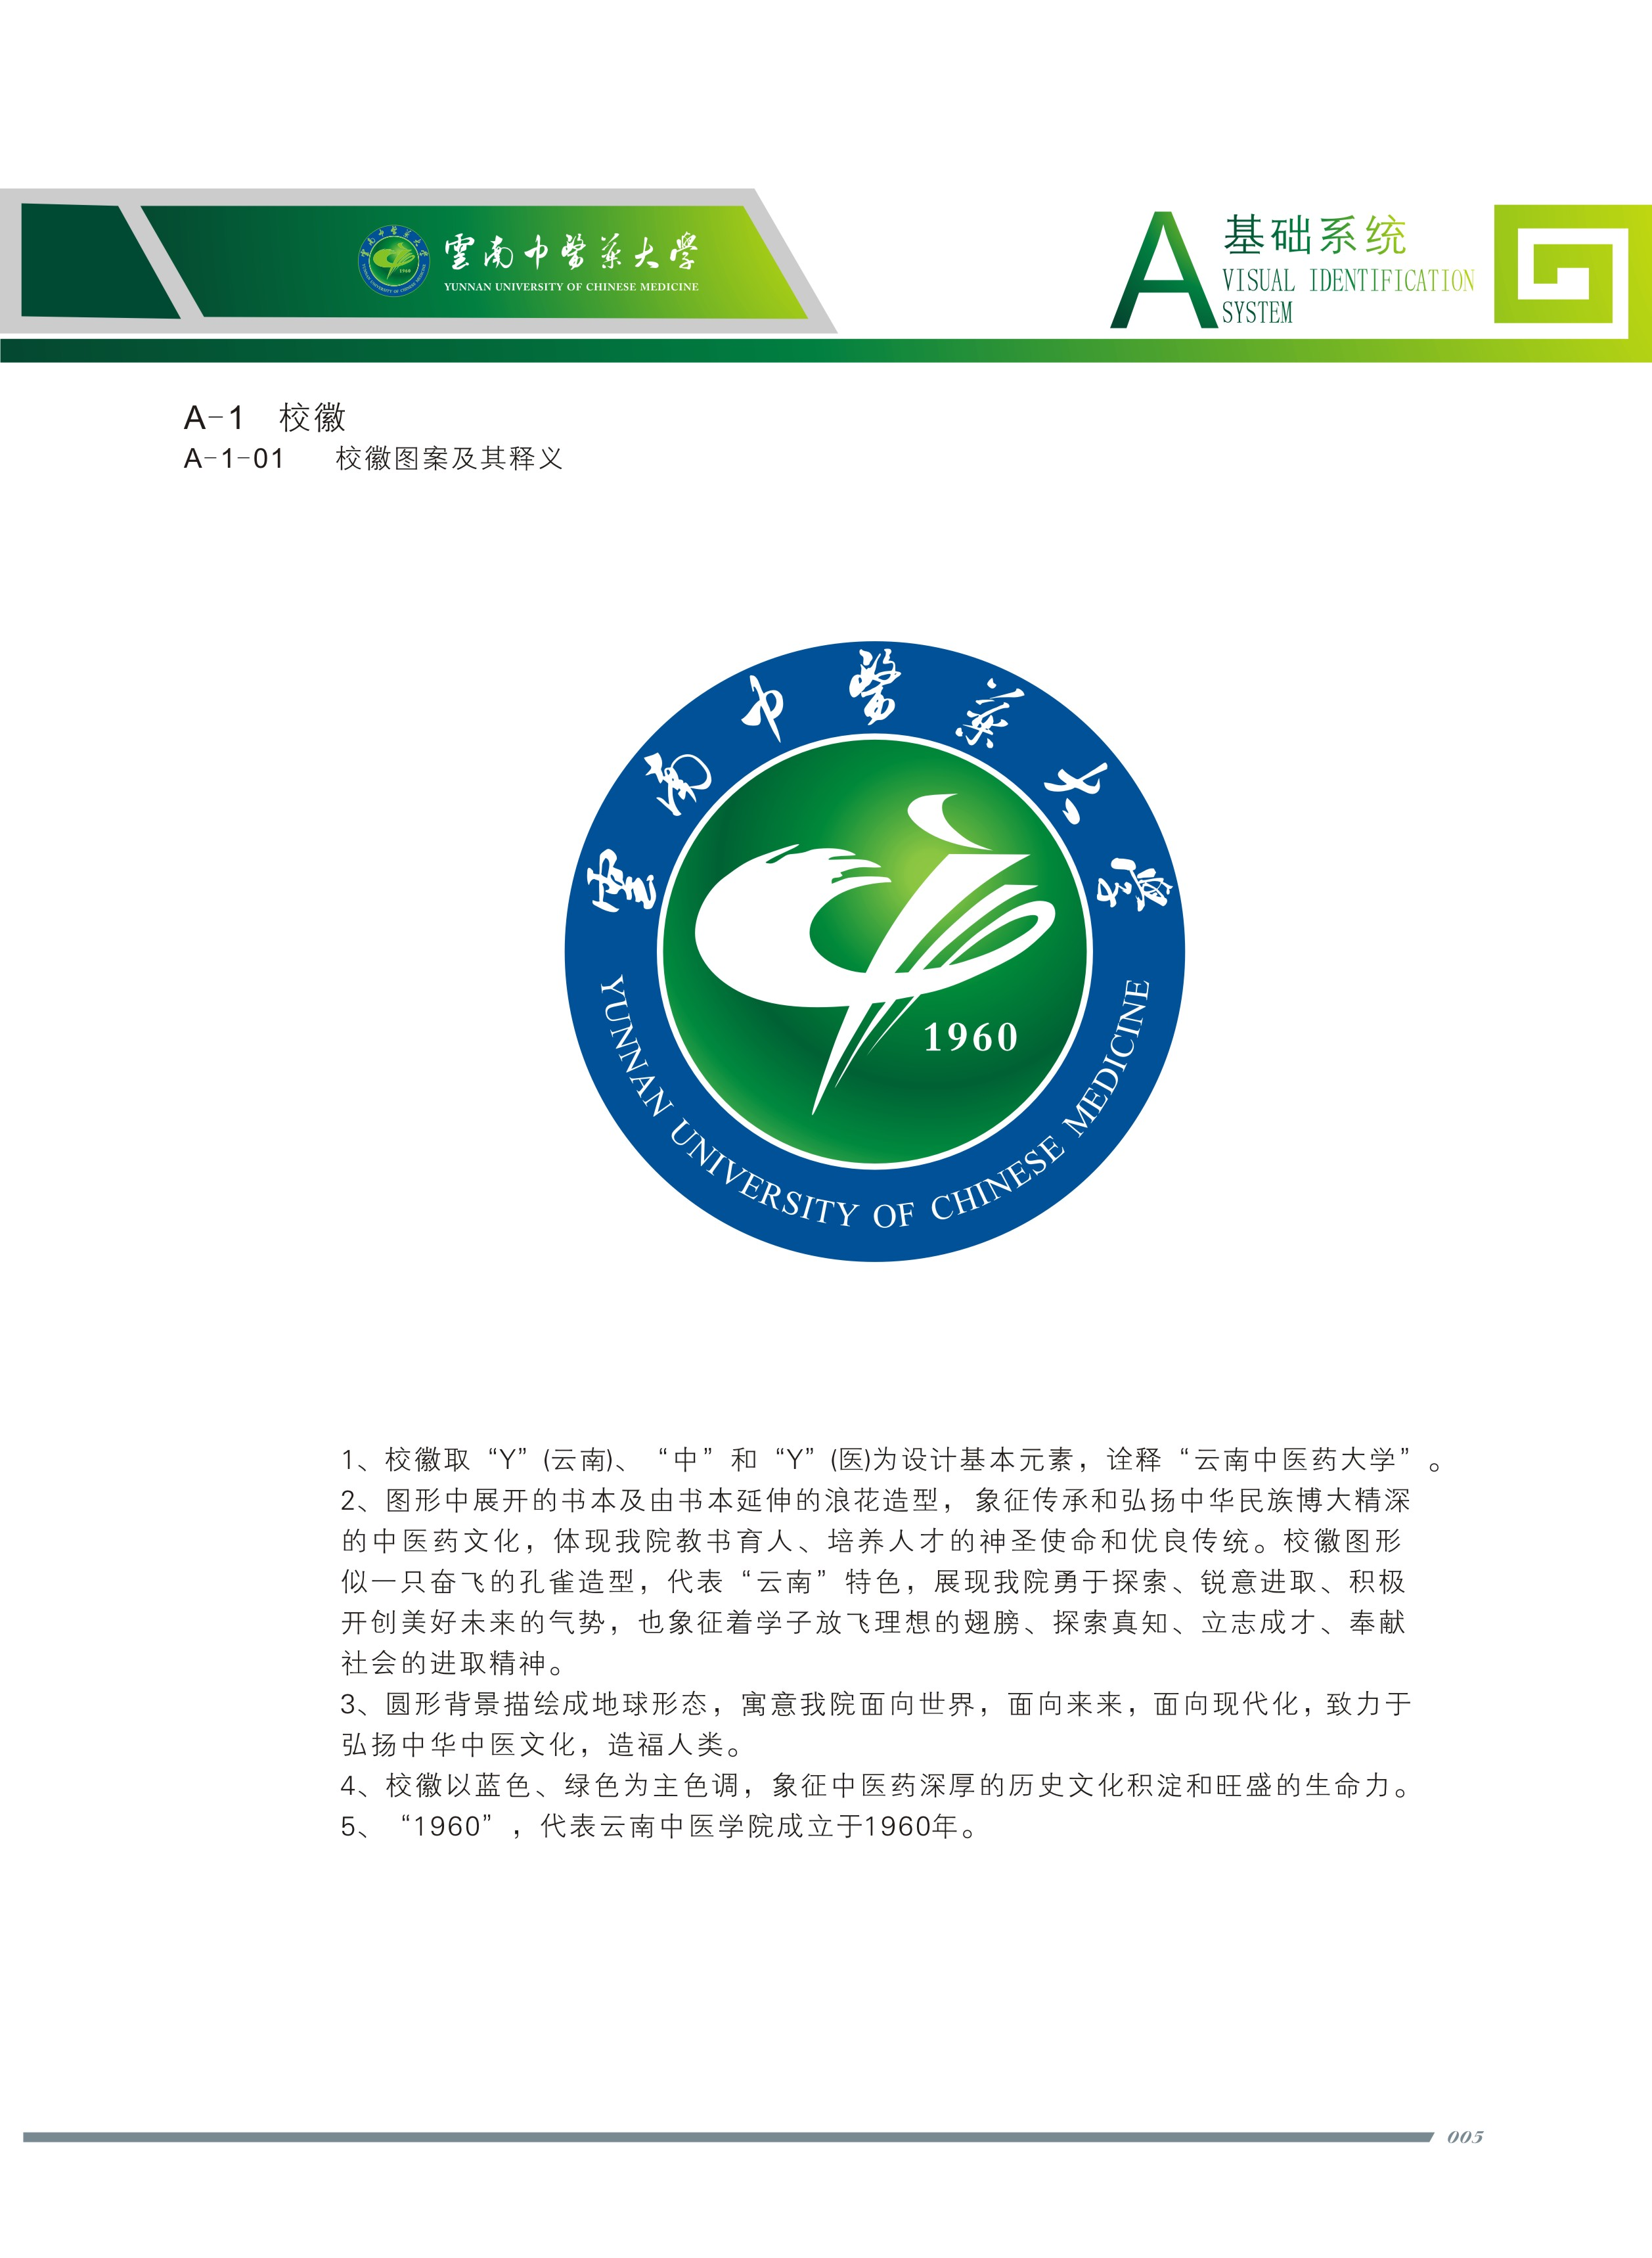 雲南中醫藥大學
YUNNAN UNIVERSITY OF CHINESE MEDICINE
A
基础系统
VISUAL IDENTIFICATION
SYSTEM
A-1 校徽
A-1-01 校徽图案及其释义
雲南中醫藥大學
1960
YUNNAN UNIVERSITY OF CHINESE MEDICINE
1、校徽取“Y”(云南)、“中”和“Y”(医)为设计基本元素，诠释“云南中医药大学”。
2、图形中展开的书本及由书本延伸的浪花造型，象征传承和弘扬中华民族博大精深
的中医药文化，体现我院教书育人、培养人才的神圣使命和优良传统。校徽图形
似一只奋飞的孔雀造型，代表“云南”特色，展现我院勇于探索、锐意进取、积极
开创美好未来的气势，也象征着学子放飞理想的翅膀、探索真知、立志成才、奉献
社会的进取精神。
3、圆形背景描绘成地球形态，寓意我院面向世界，面向来来，面向现代化，致力于
弘扬中华中医文化，造福人类。
4、校徽以蓝色、绿色为主色调，象征中医药深厚的历史文化积淀和旺盛的生命力。
5、“1960”，代表云南中医学院成立于1960年。
005